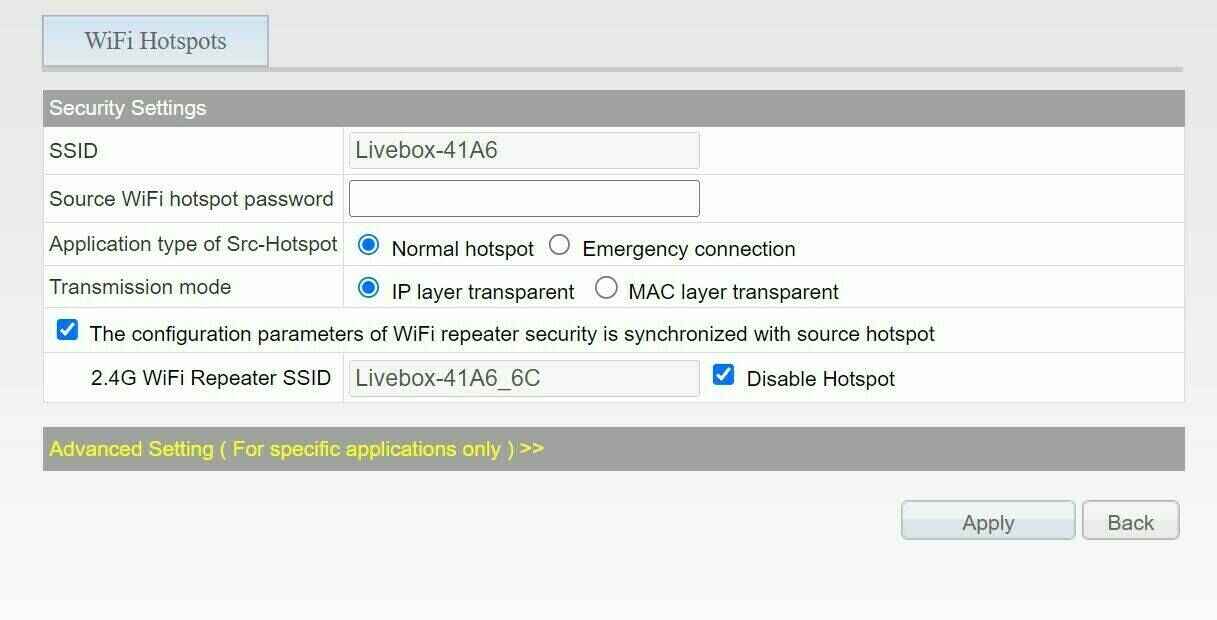 WiFi Hotspots
Security Settings
SSID Livebox-41A6
Source WiFi hotspot password
Application type of Src-Hotspot Normal hotspot Emergency connection
Transmission mode IP layer transparent MAC layer transparent
The configuration parameters of WiFi repeater security is synchronized with source hotspot
2.4G WiFi Repeater SSID Livebox-41A6_6C Disable Hotspot
Advanced Setting ( For specific applications only ) >>
Apply Back